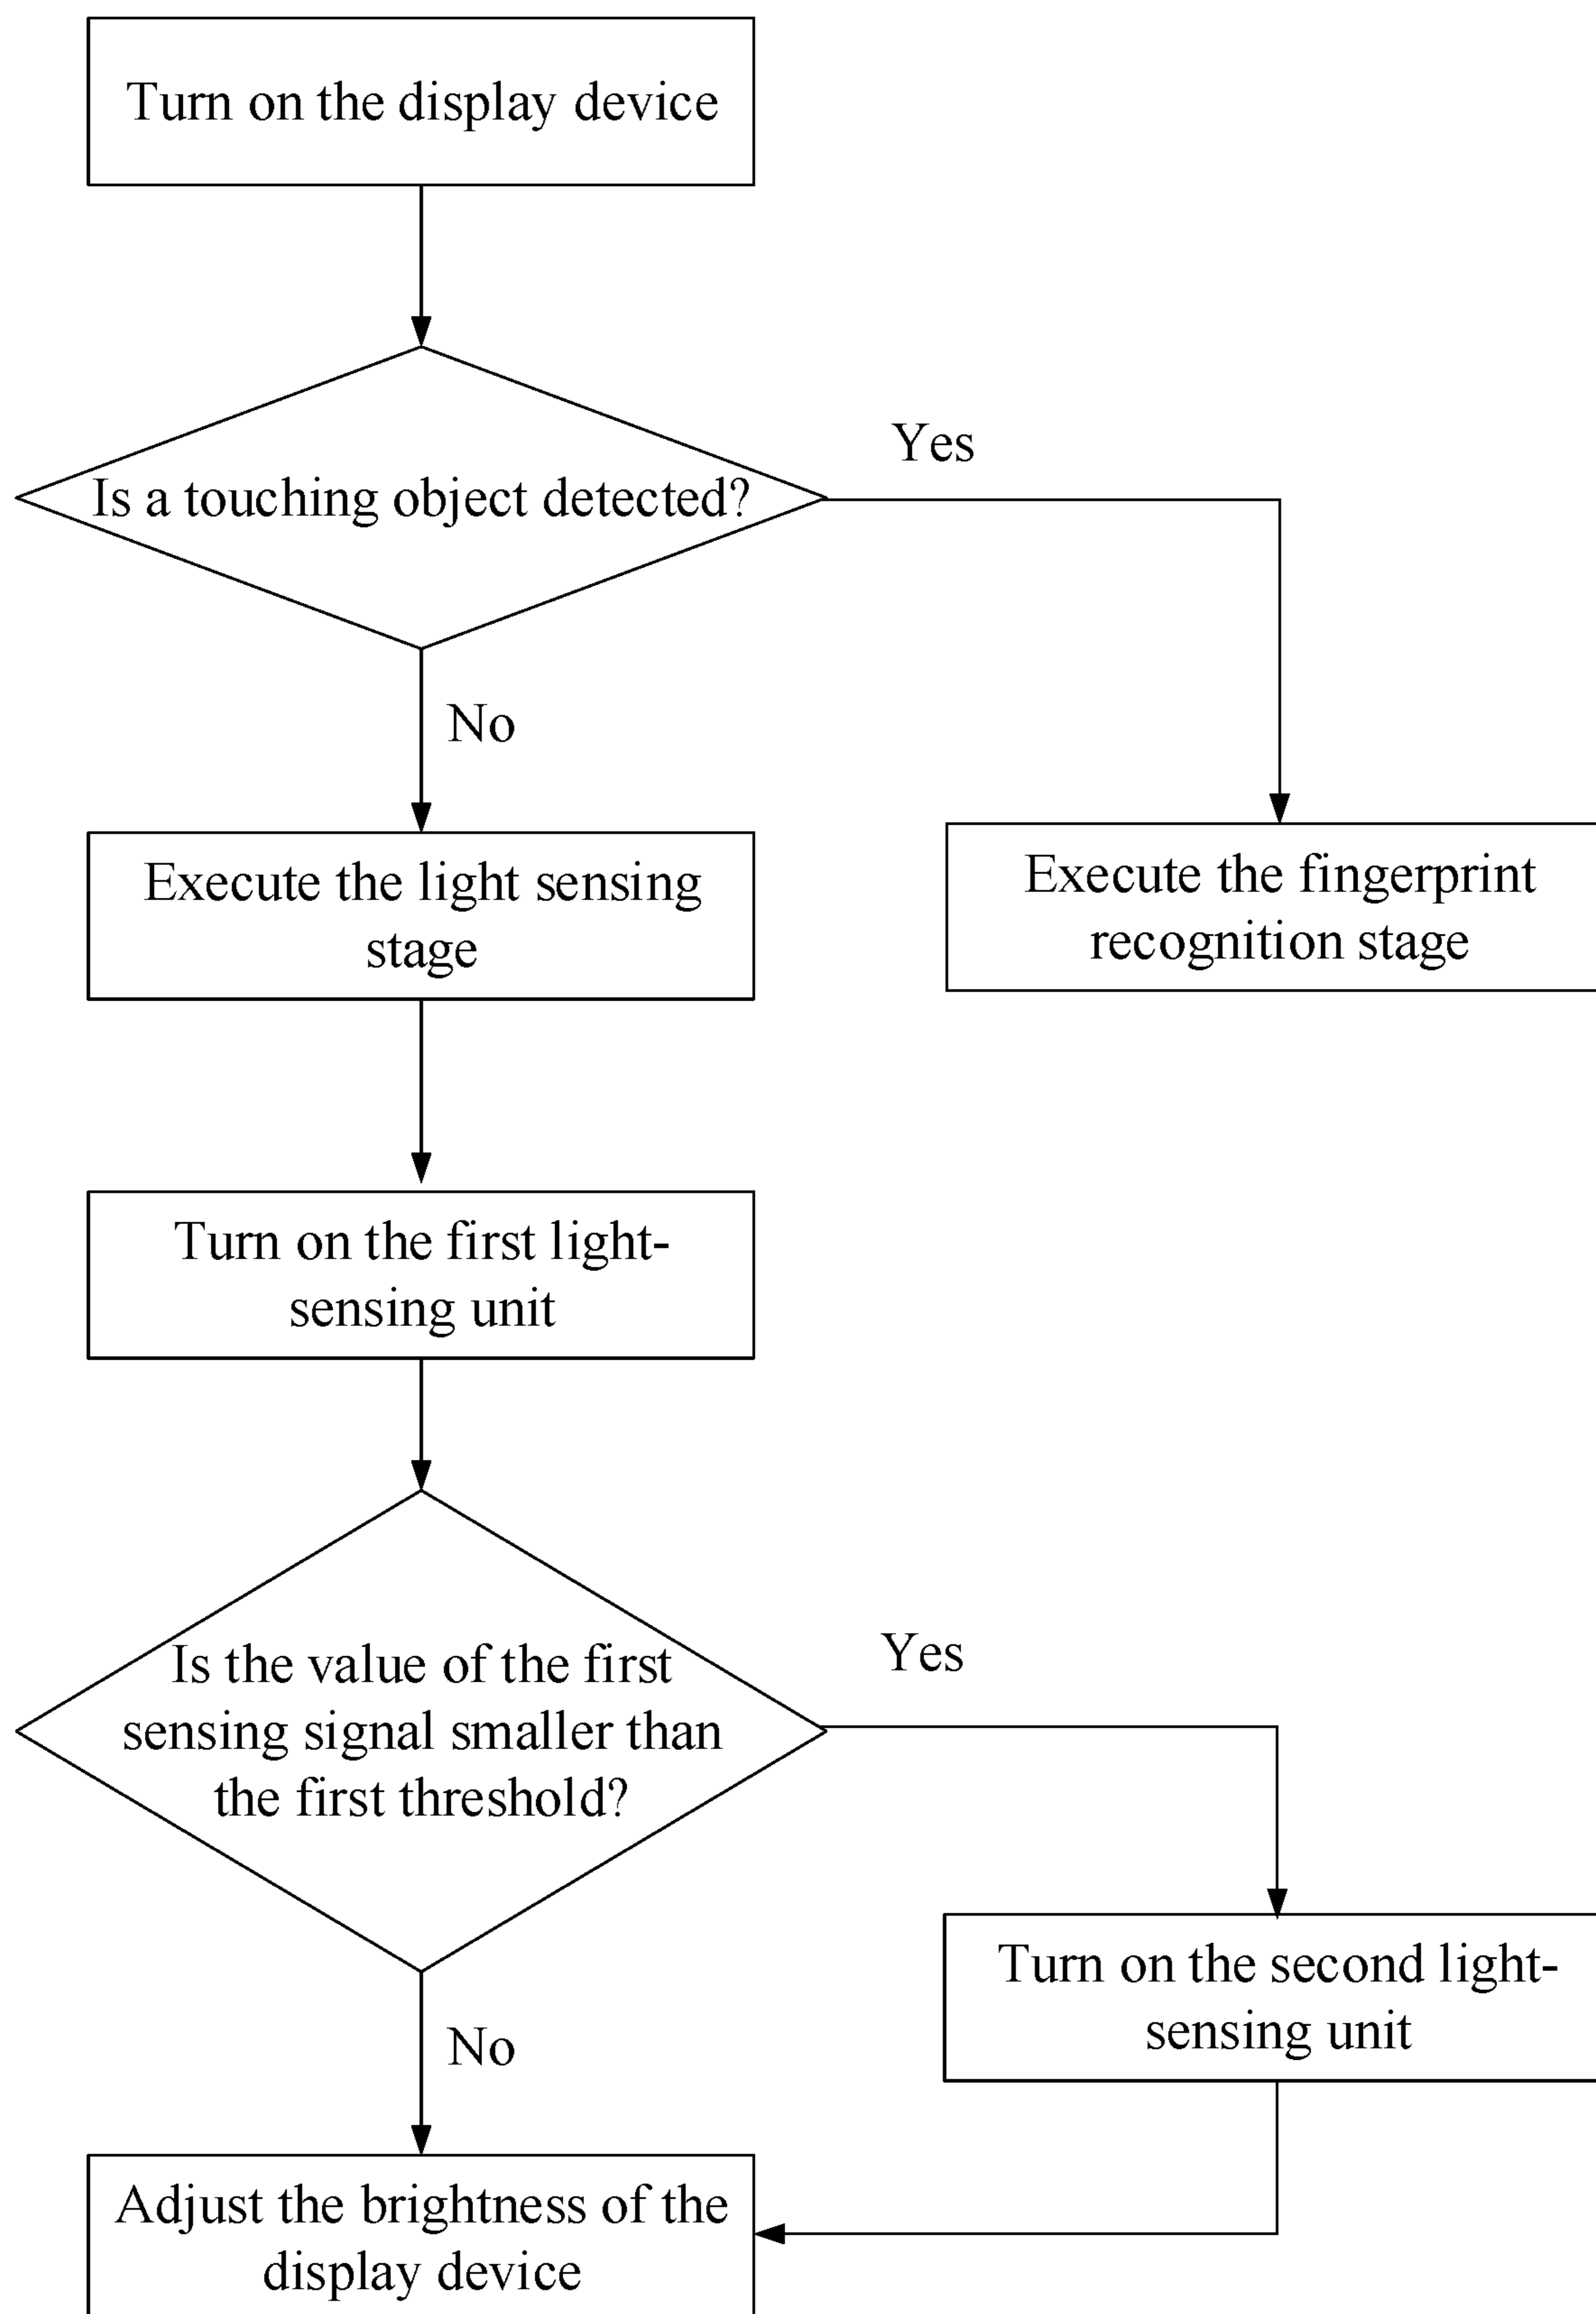 Turn on the display device
Is a touching object detected?
Yes
No
Execute the light sensing
stage
Execute the fingerprint
recognition stage
Turn on the first light-
sensing unit
Is the value of the first
sensing signal smaller than
the first threshold?
Yes
Turn on the second light-
sensing unit
No
Adjust the brightness of the
display device